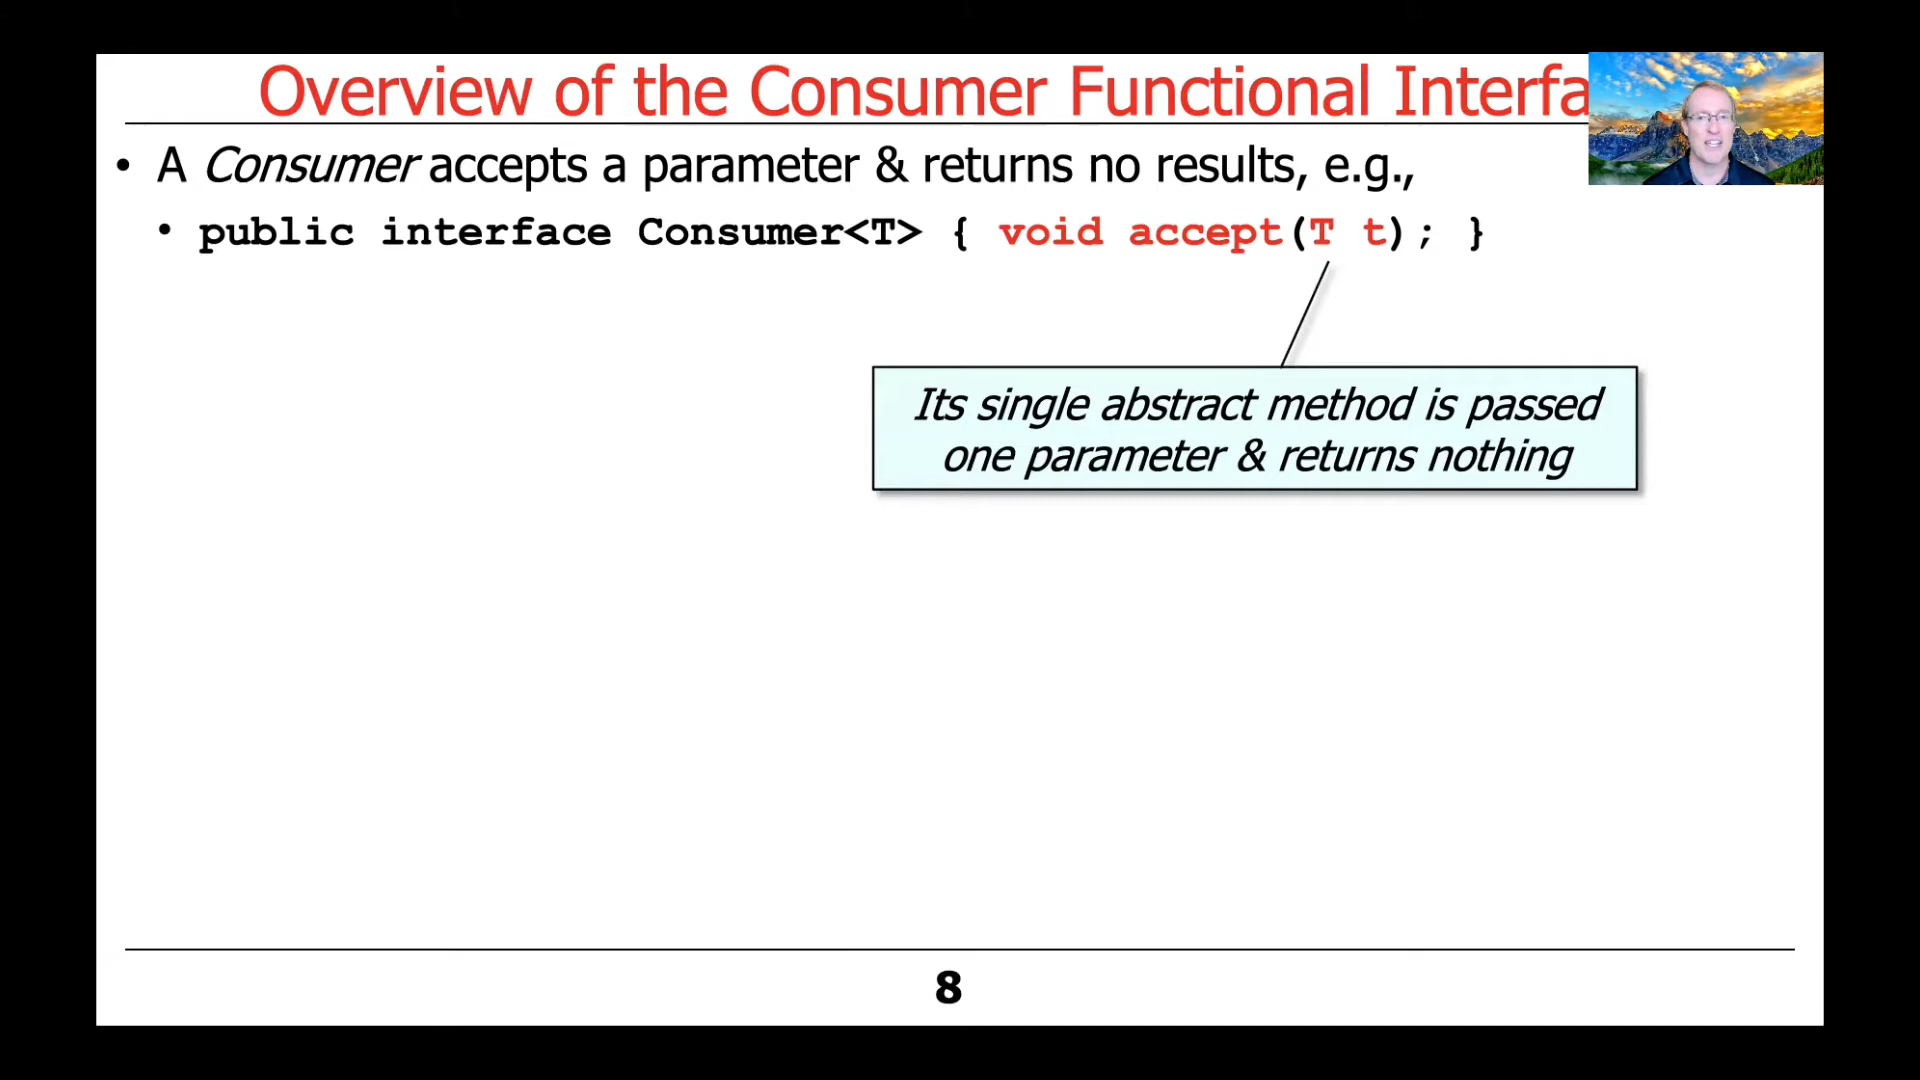 Overview of the Consumer Functional Interfa
• A Consumer accepts a parameter & returns no results, e.g.,
• public interface Consumer<T> { void accept(T t); }
Its single abstract method is passed
one parameter & returns nothing
8